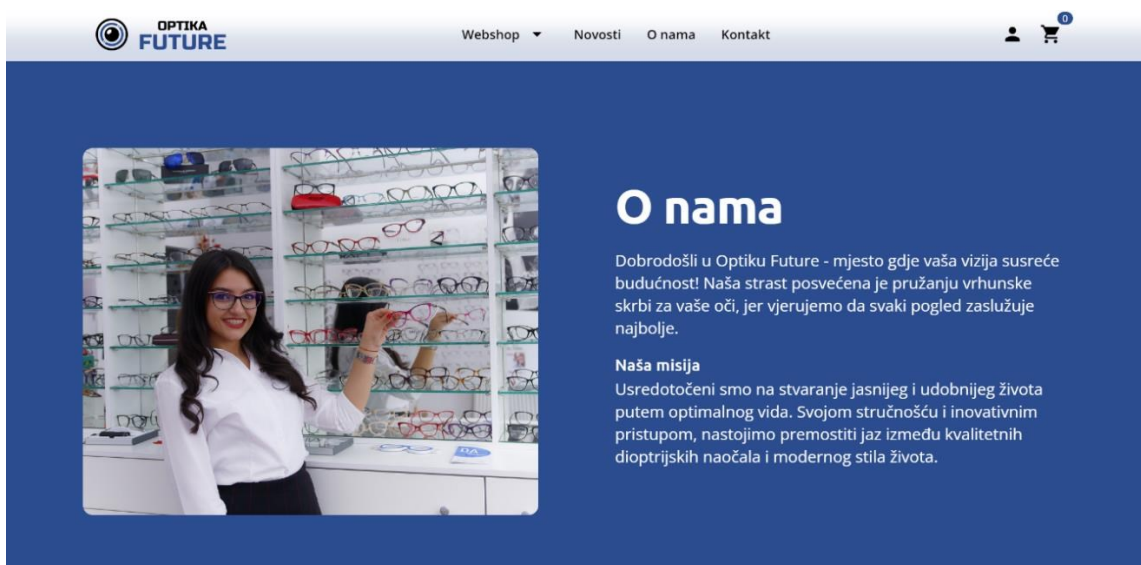 OPTIKA
FUTURE
Webshop
Novosti
O nama
Kontakt
0
O nama
Dobrodošli u Optiku Future - mjesto gdje vaša vizija susreće
budućnost! Naša strast posvećena je pružanju vrhunske
skrbi za vaše oči, jer vjerujemo da svaki pogled zaslužuje
najbolje.
Naša misija
Usredotočeni smo na stvaranje jasnijeg i udobnijeg života
putem optimalnog vida. Svojom stručnošću i inovativnim
pristupom, nastojimo premostiti jaz između kvalitetnih
dioptrijskih naočala i modernog stila života.